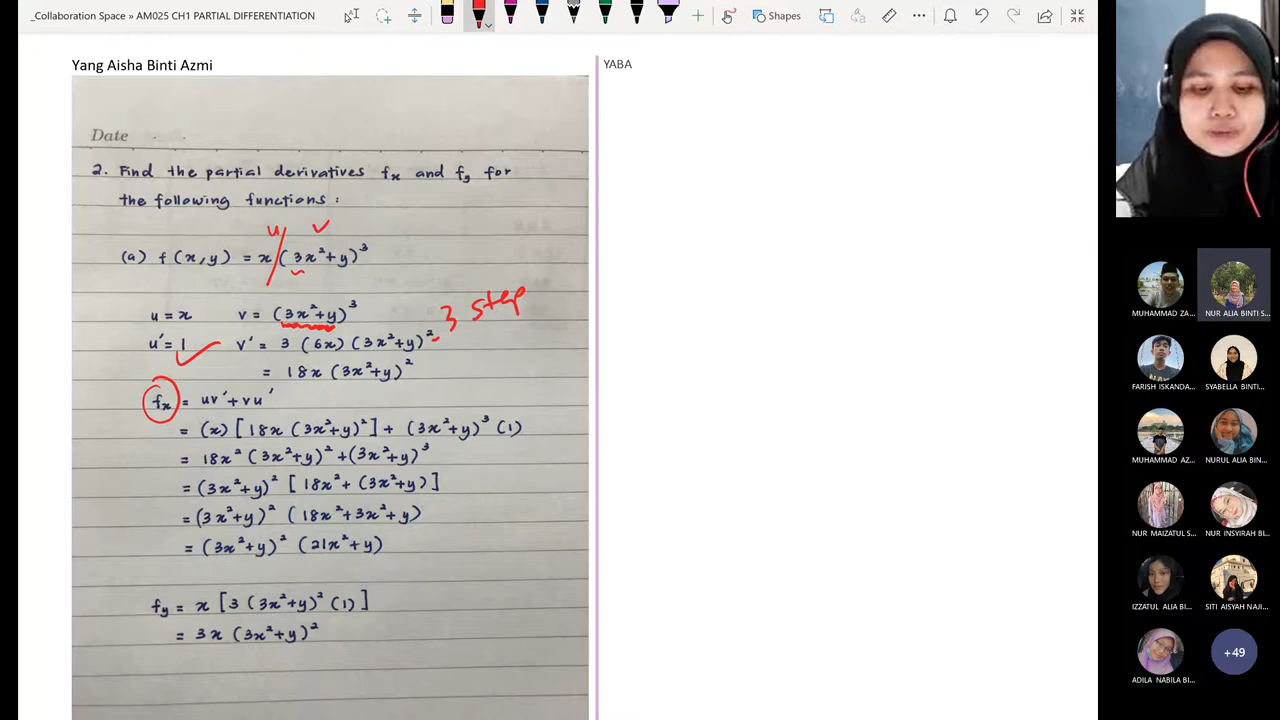 _Collaboration Space > AM025 CH1 PARTIAL DIFFERENTIATION
Shapes
Yang Aisha Binti Azmi
YABA
Date
2. Find the partial derivatives fx and fy for
the following functions :
u ✓
(a) f(x,y) = x (3x²+y)³
u = x v = (3x²+y)³
3 step
u' = 1 v' = 3 (6x) (3x²+y)²
= 18x (3x²+y)²
fx = uv' + vu'
= (x) [18x (3x²+y)²] + (3x²+y)³ (1)
= 18x² (3x²+y)² + (3x²+y)³
= (3x²+y)² [18x² + (3x²+y)]
= (3x²+y)² (18x²+3x²+y)
= (3x²+y)² (21x²+y)
fy = x [3 (3x²+y)² (1)]
= 3x (3x²+y)²
MUHAMMAD ZA...
NUR ALIA BINTI S...
FARISH ISKANDA...
SYABELLA BINTI...
MUHAMMAD AZ...
NURUL ALIA BIN...
NUR MAIZATUL S...
NUR INSYIRAH BI...
IZZATUL ALIA BI...
SITI AISYAH NAJI...
ADILA NABILA BI...
+49